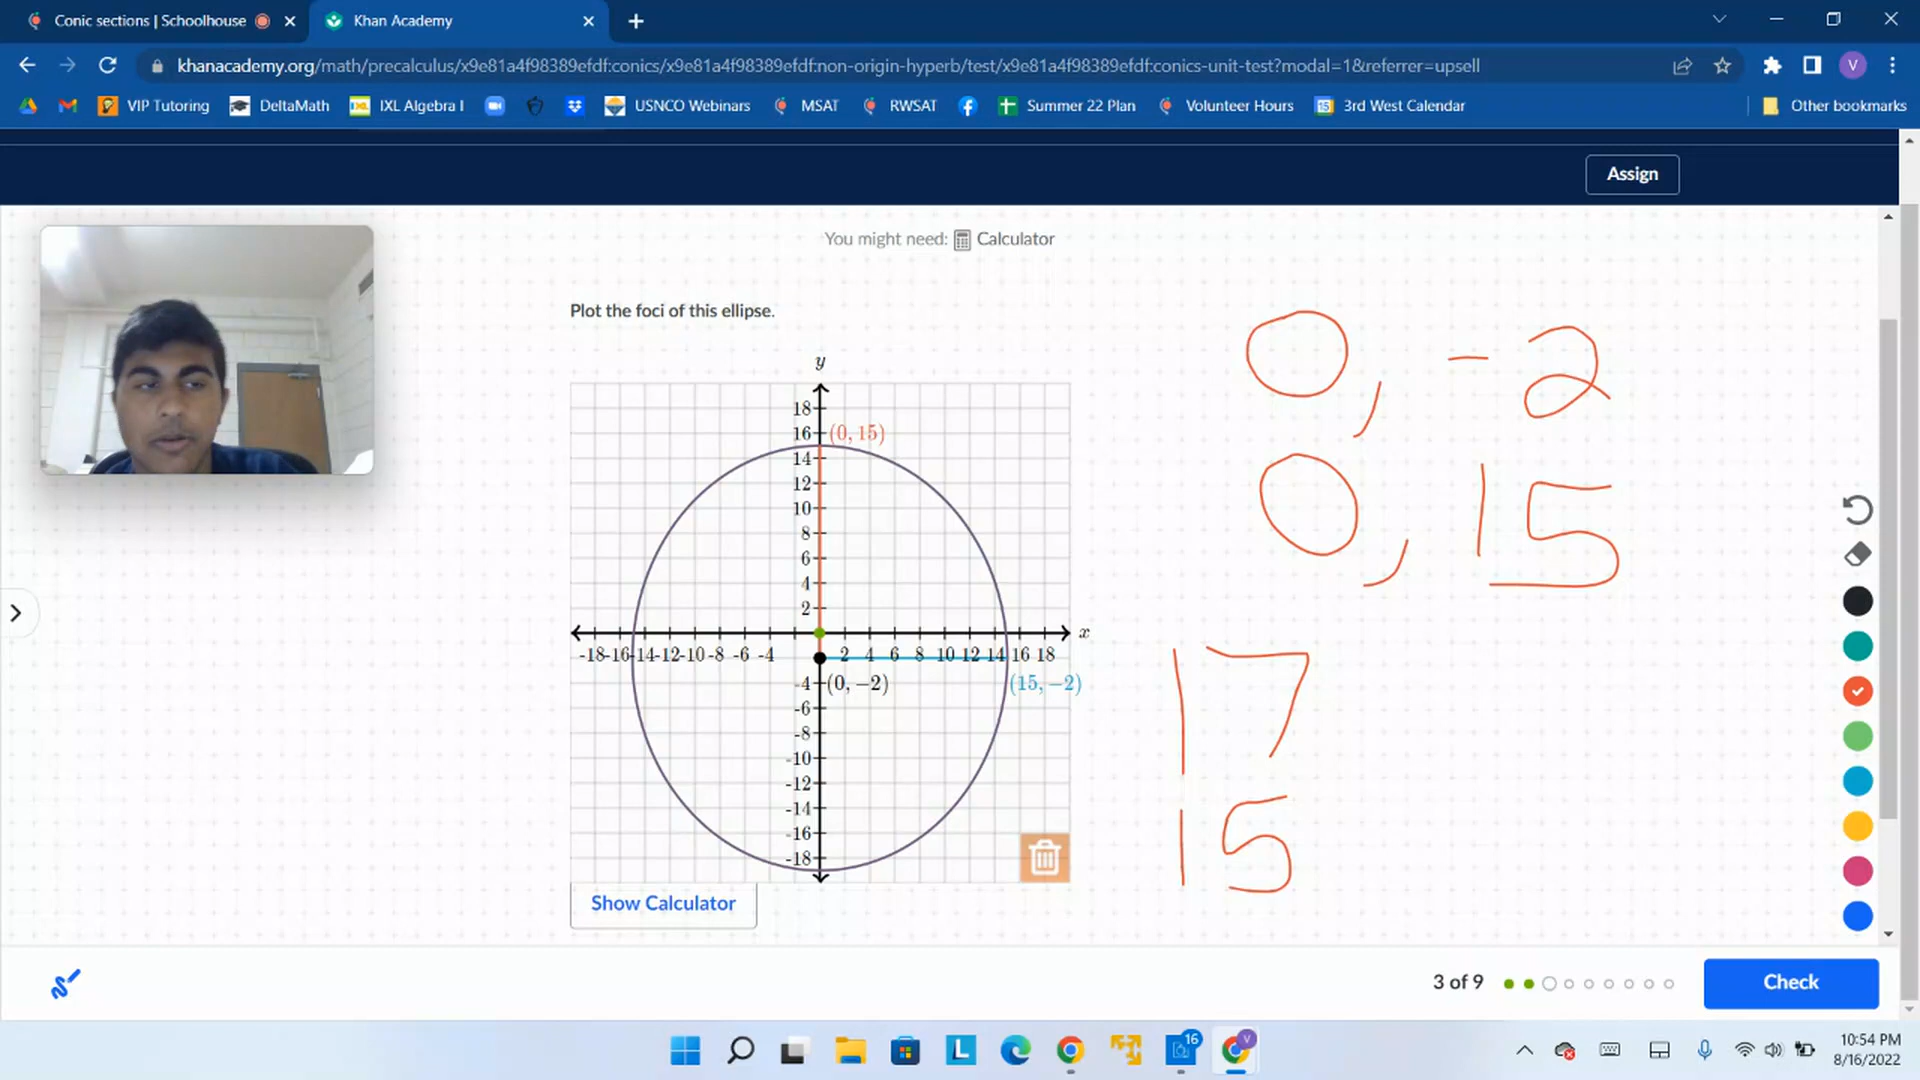 Conic sections | Schoolhouse
Khan Academy
khanacademy.org/math/precalculus/x9e81a4f98389efdf:conics/x9e81a4f98389efdf:non-origin-hyperb/test/x9e81a4f98389efdf:conics-unit-test?modal=1&referrer=upsell
V
VIP Tutoring
DeltaMath
IXL Algebra I
USNCO Webinars
MSAT
RWSAT
Summer 22 Plan
Volunteer Hours
3rd West Calendar
Other bookmarks
Assign
You might need: Calculator
Plot the foci of this ellipse.
y
18
16 (0, 15)
14
12
10
8
6
4
2
x
-18 -16 -14 -12 -10 -8 -6 -4 2 4 6 8 10 12 14 16 18
-4 (0, −2) (15, −2)
-6
-8
-10
-12
-14
-16
-18
0, -2
0, 15
17
15
Show Calculator
3 of 9
Check
16
V
10:54 PM
8/16/2022